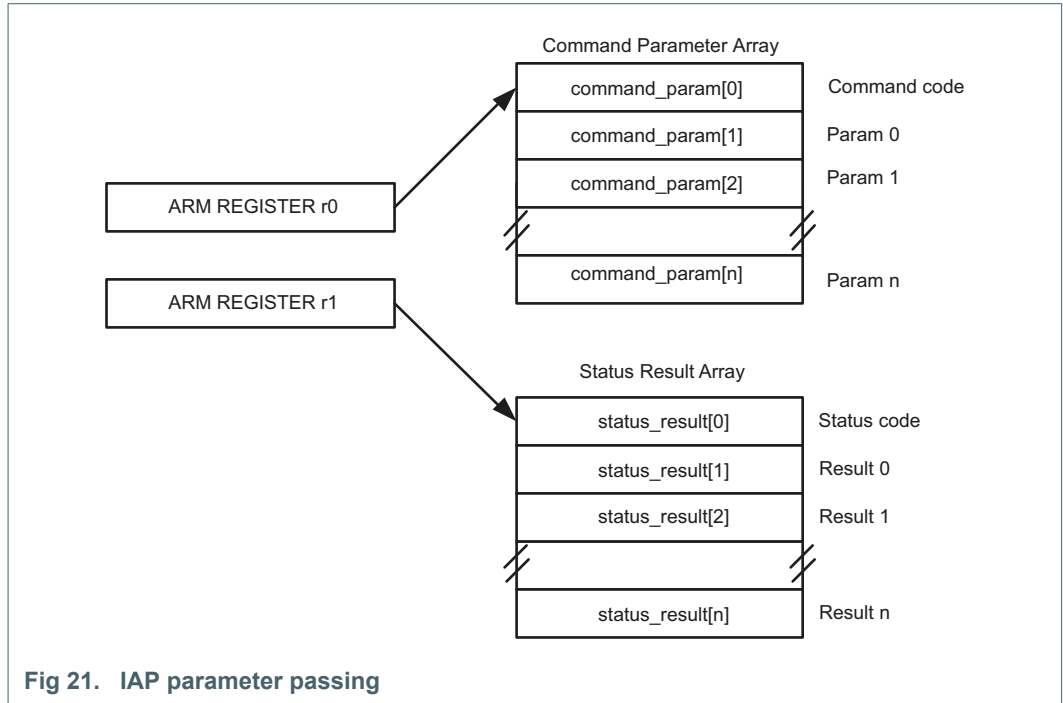 Command Parameter Array
command_param[0] Command code
command_param[1] Param 0
command_param[2] Param 1
ARM REGISTER r0
command_param[n] Param n
ARM REGISTER r1
Status Result Array
status_result[0] Status code
status_result[1] Result 0
status_result[2] Result 1
status_result[n] Result n
Fig 21. IAP parameter passing